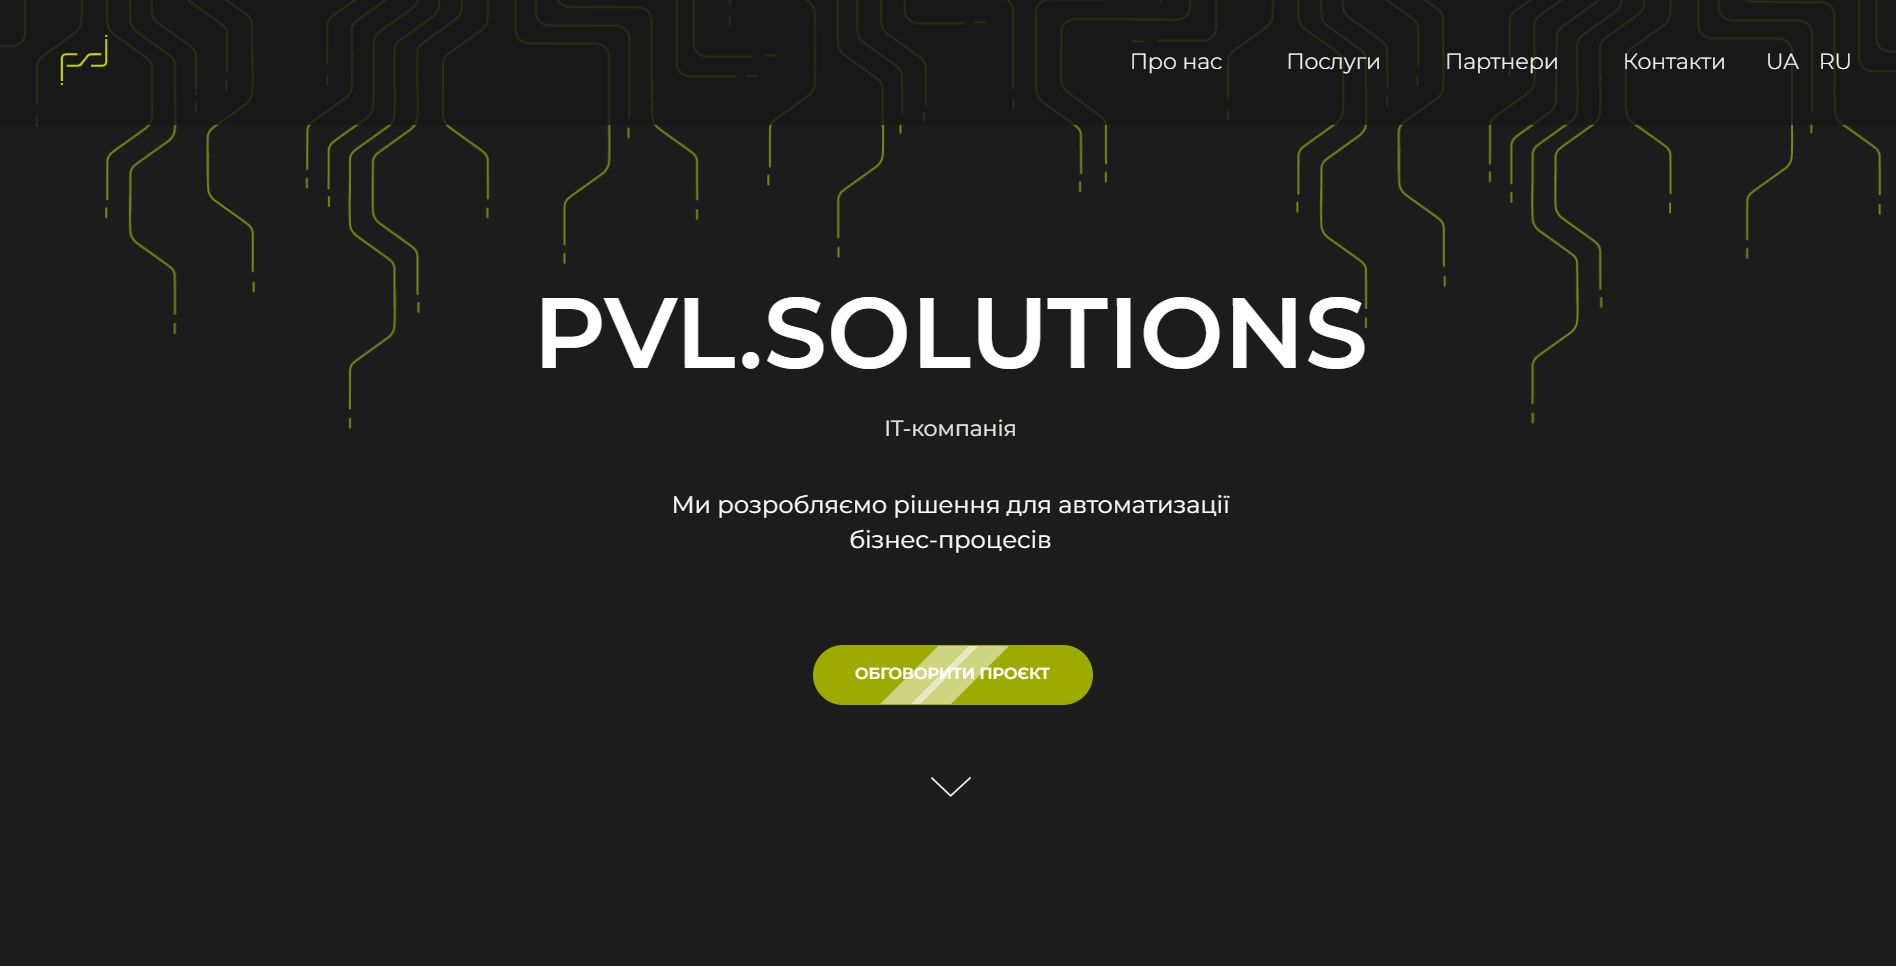 Про нас Послуги Партнери Контакти UA RU
PVL.SOLUTIONS
ІТ-компанія
Ми розробляємо рішення для автоматизації
бізнес-процесів
ОБГОВОРИТИ ПРОЄКТ